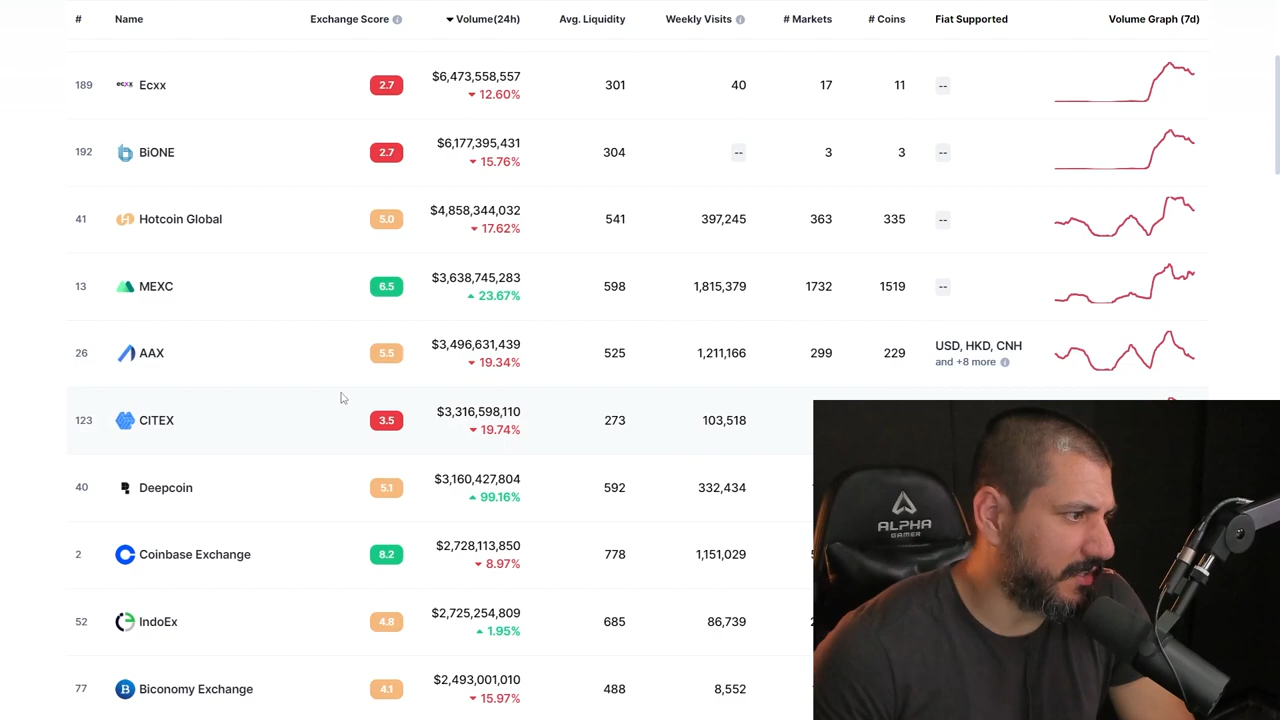 # Name Exchange Score Volume(24h) Avg. Liquidity Weekly Visits # Markets # Coins Fiat Supported Volume Graph (7d)
189 ecxx Ecxx 2.7 $6,473,558,557 301 40 17 11 --
12.60%
192 BiONE 2.7 $6,177,395,431 304 -- 3 3 --
15.76%
41 Hotcoin Global 5.0 $4,858,344,032 541 397,245 363 335 --
17.62%
13 MEXC 6.5 $3,638,745,283 598 1,815,379 1732 1519 --
23.67%
26 AAX 5.5 $3,496,631,439 525 1,211,166 299 229 USD, HKD, CNH
19.34% and +8 more
123 CITEX 3.5 $3,316,598,110 273 103,518
19.74%
40 Deepcoin 5.1 $3,160,427,804 592 332,434
99.16%
2 Coinbase Exchange 8.2 $2,728,113,850 778 1,151,029
8.97%
52 IndoEx 4.8 $2,725,254,809 685 86,739
1.95%
77 Biconomy Exchange 4.1 $2,493,001,010 488 8,552
15.97%
ALPHA
GAMER